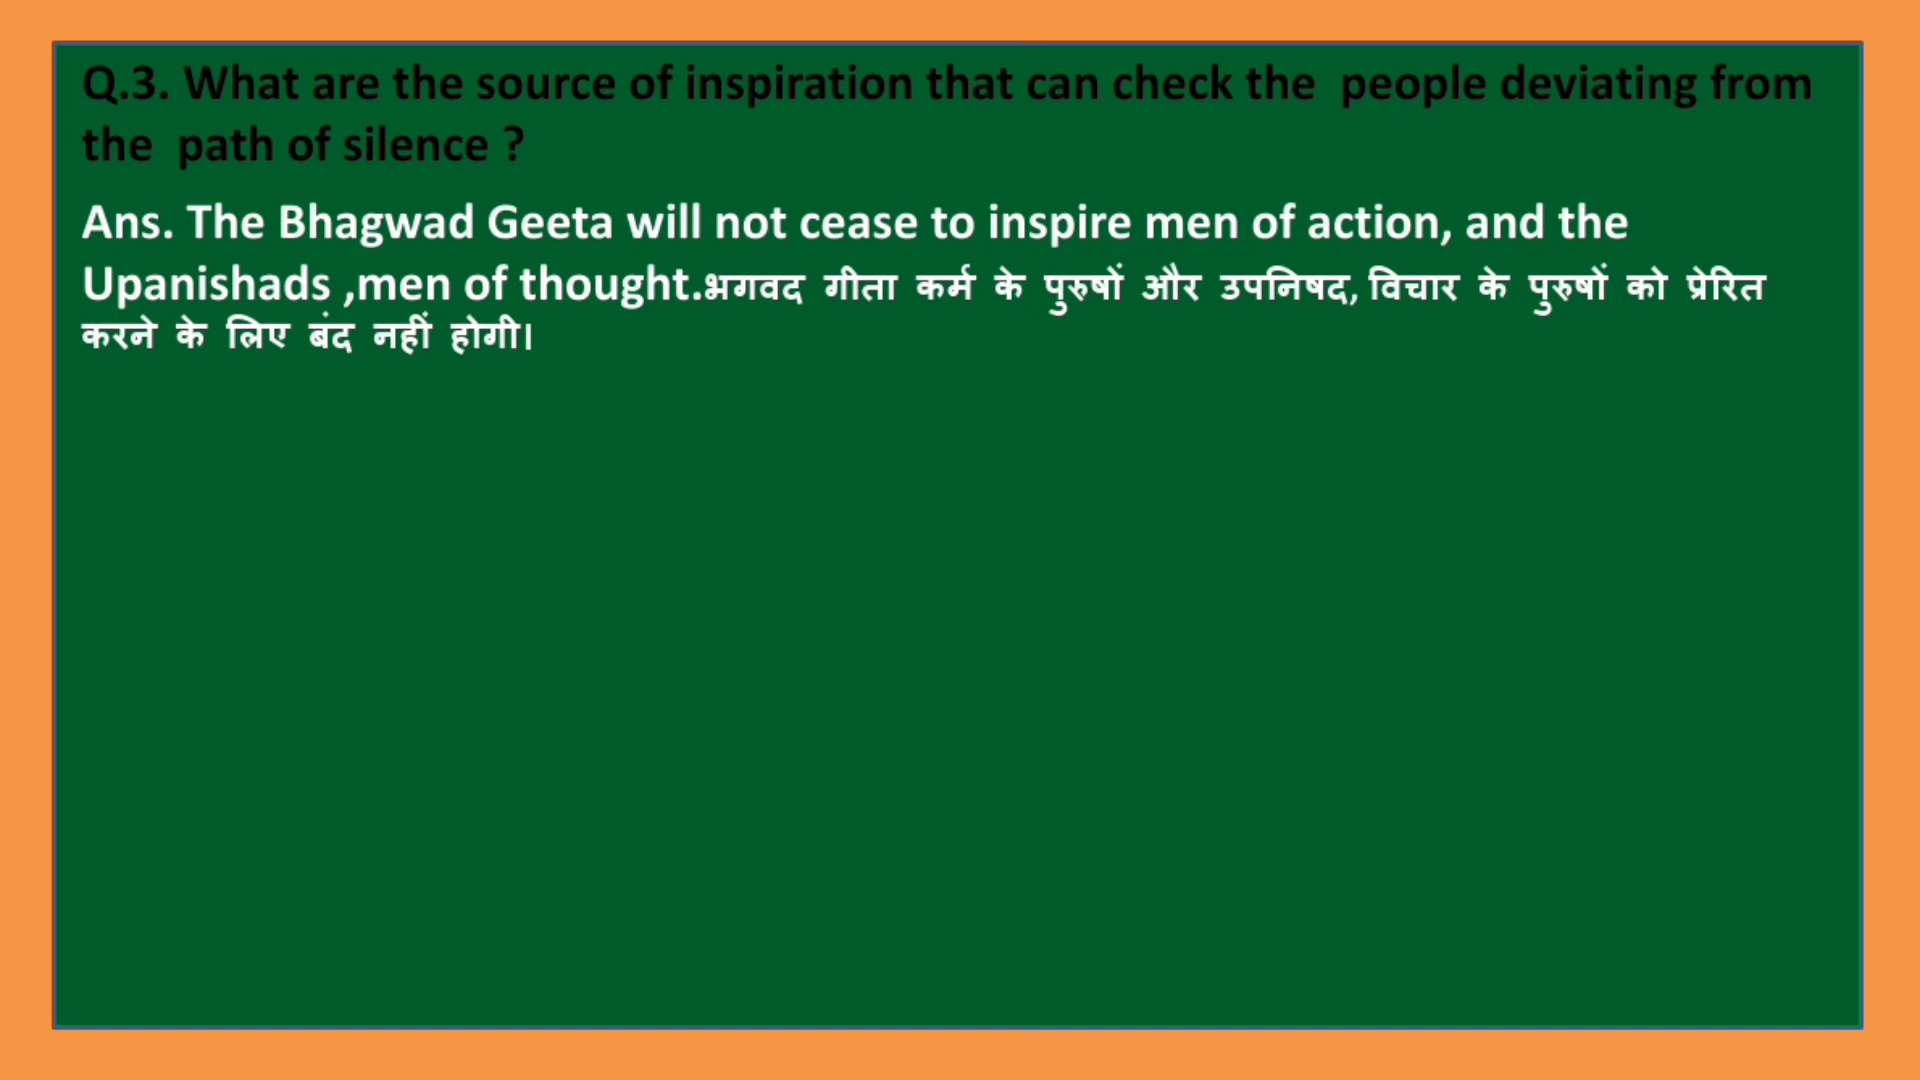 Q.3. What are the source of inspiration that can check the  people deviating from
the  path of silence ?
Ans. The Bhagwad Geeta will not cease to inspire men of action, and the
Upanishads ,men of thought.भगवद गीता कर्म के पुरुषों और उपनिषद, विचार के पुरुषों को प्रेरित
करने के लिए बंद नहीं होगी।